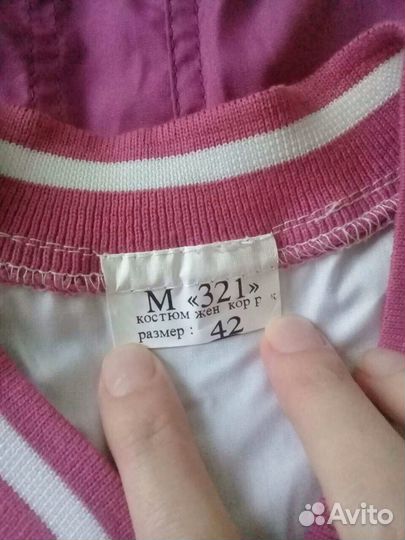 М «321»
костюм жен кор р к
размер : 42
Avito